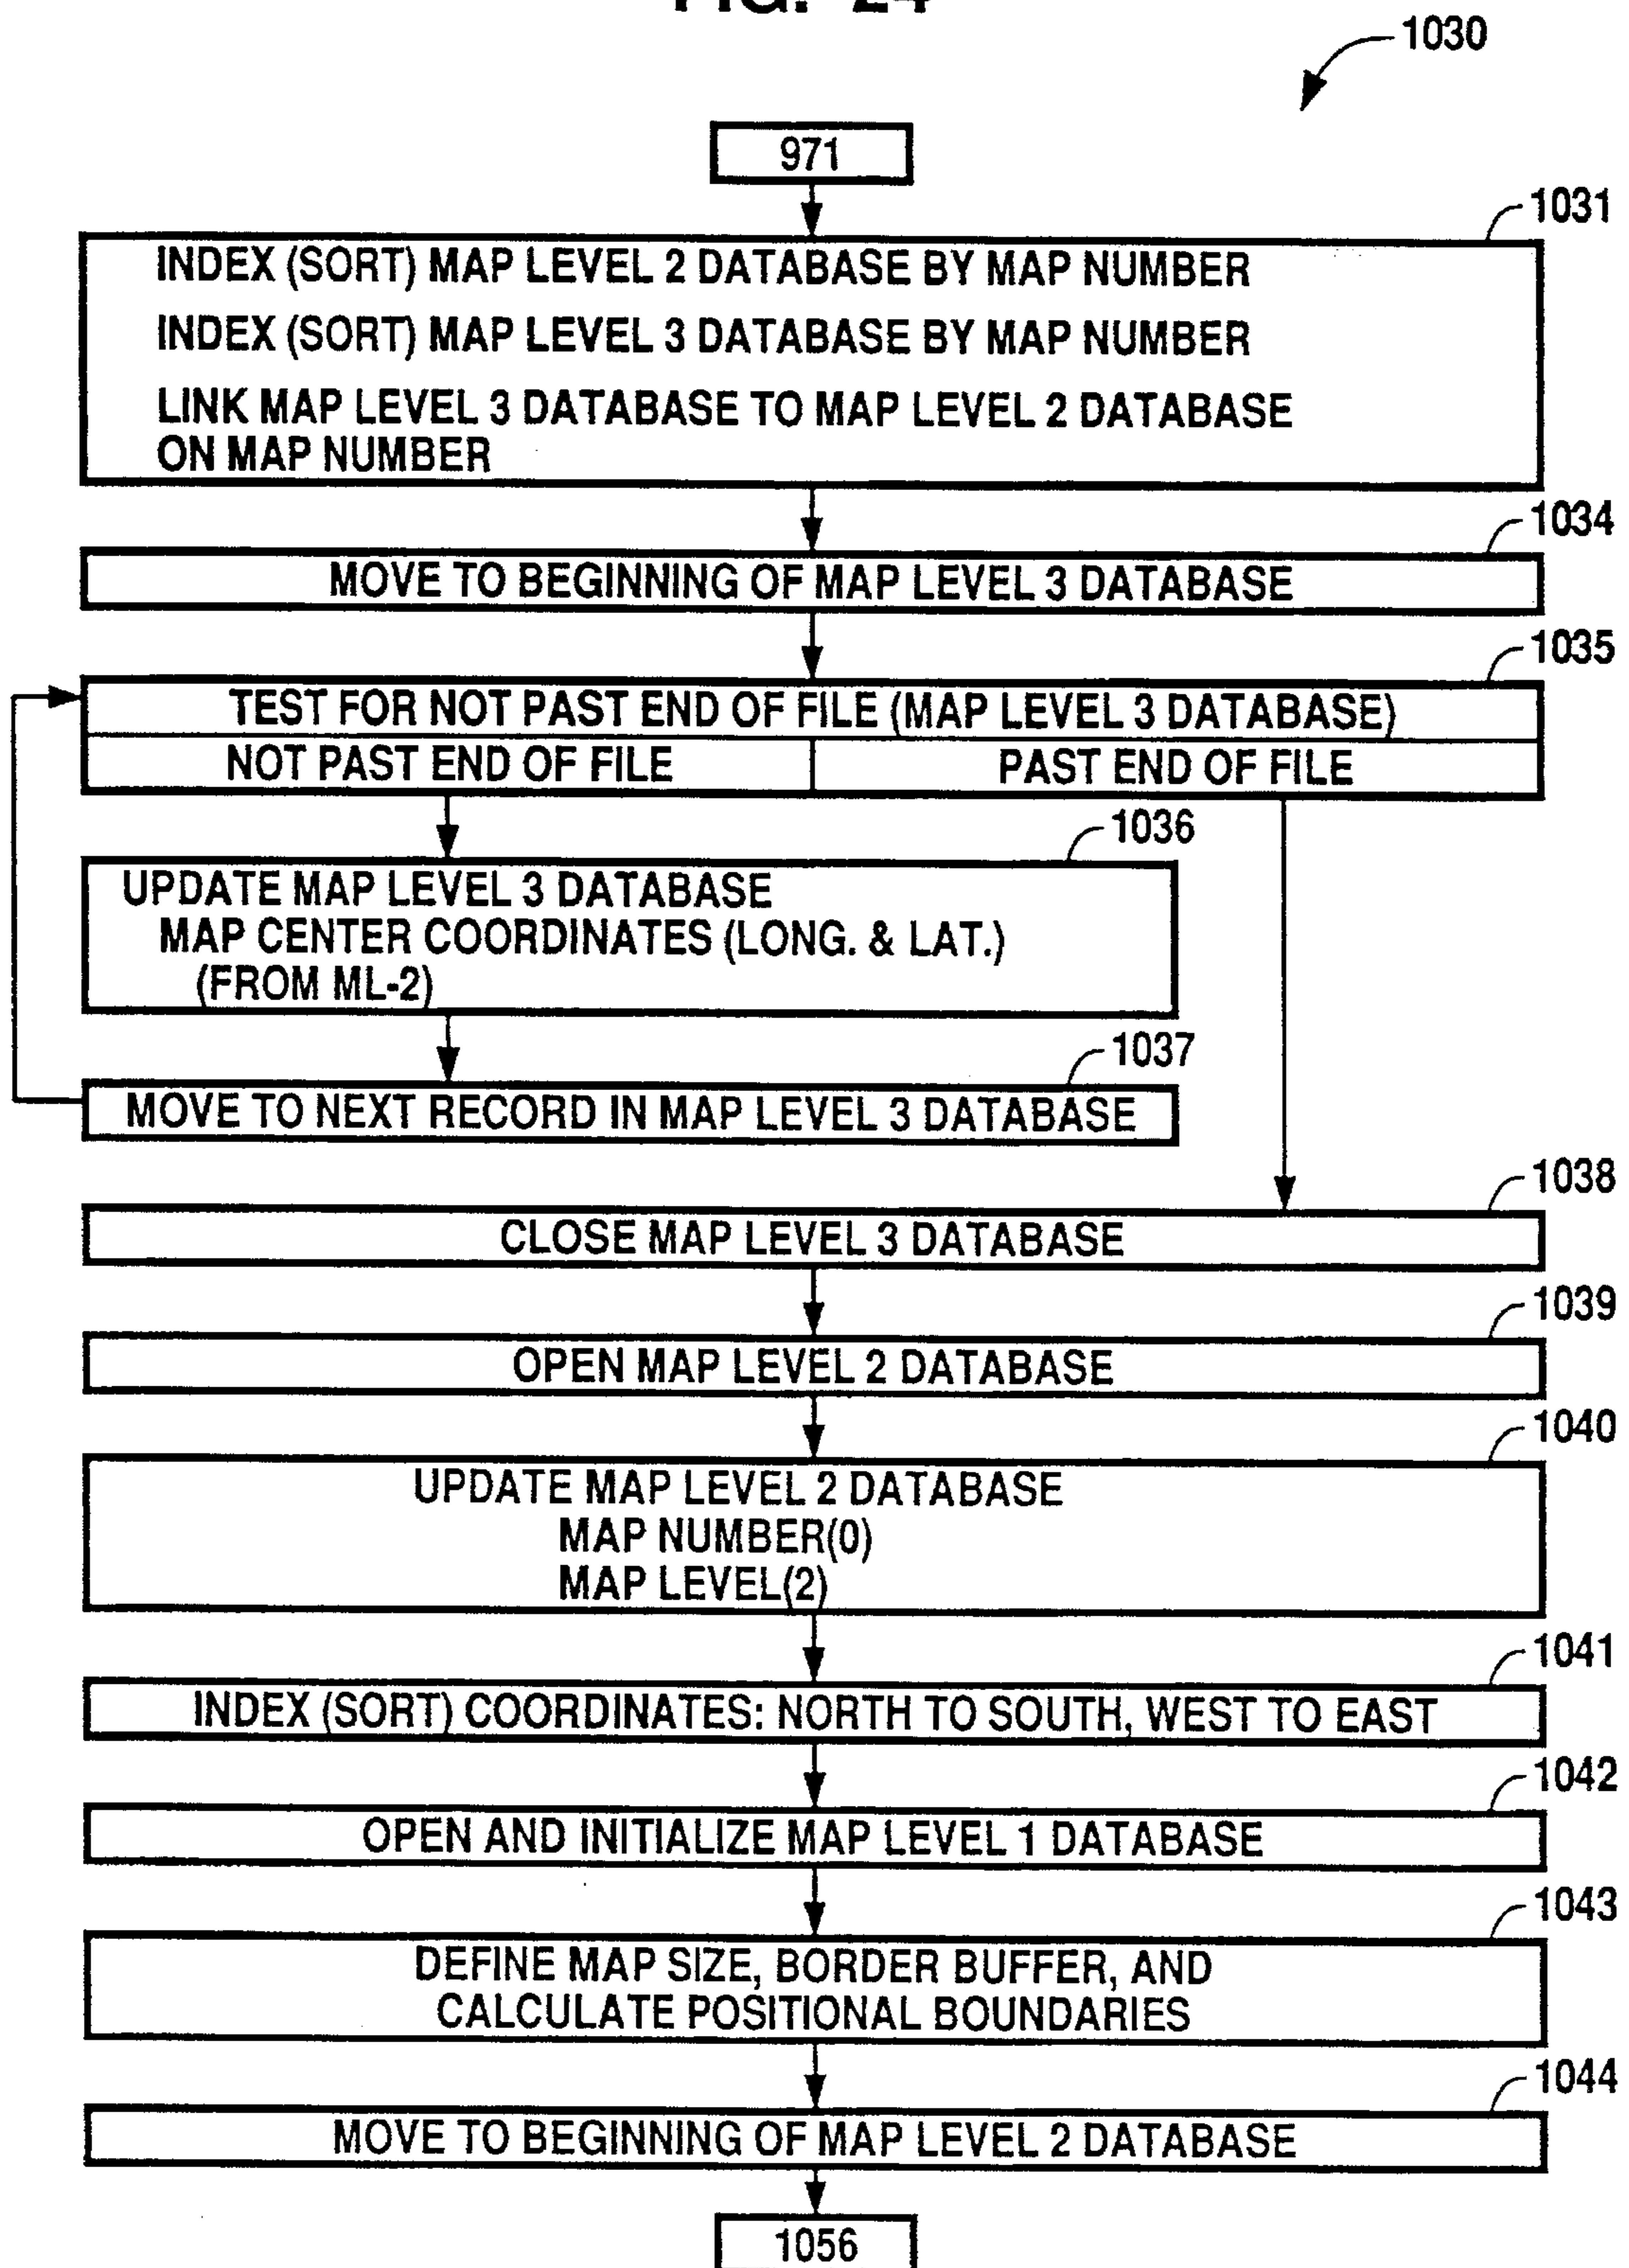 FIG. 24
1030
971
1031
INDEX (SORT) MAP LEVEL 2 DATABASE BY MAP NUMBER
INDEX (SORT) MAP LEVEL 3 DATABASE BY MAP NUMBER
LINK MAP LEVEL 3 DATABASE TO MAP LEVEL 2 DATABASE
ON MAP NUMBER
1034
MOVE TO BEGINNING OF MAP LEVEL 3 DATABASE
1035
TEST FOR NOT PAST END OF FILE (MAP LEVEL 3 DATABASE)
NOT PAST END OF FILE
PAST END OF FILE
1036
UPDATE MAP LEVEL 3 DATABASE
MAP CENTER COORDINATES (LONG. & LAT.)
(FROM ML-2)
1037
MOVE TO NEXT RECORD IN MAP LEVEL 3 DATABASE
1038
CLOSE MAP LEVEL 3 DATABASE
1039
OPEN MAP LEVEL 2 DATABASE
1040
UPDATE MAP LEVEL 2 DATABASE
MAP NUMBER(0)
MAP LEVEL(2)
1041
INDEX (SORT) COORDINATES: NORTH TO SOUTH, WEST TO EAST
1042
OPEN AND INITIALIZE MAP LEVEL 1 DATABASE
1043
DEFINE MAP SIZE, BORDER BUFFER, AND
CALCULATE POSITIONAL BOUNDARIES
1044
MOVE TO BEGINNING OF MAP LEVEL 2 DATABASE
1056